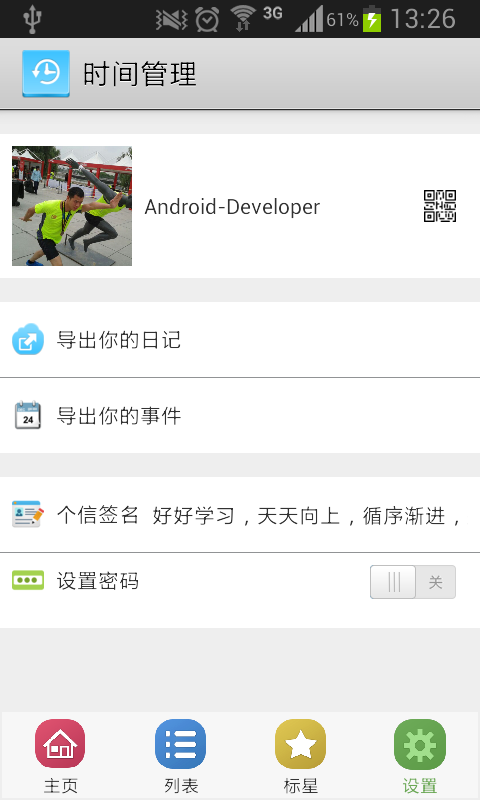 3G 61% 13:26
时间管理
Android-Developer
导出你的日记
24 导出你的事件
个信签名 好好学习，天天向上，循序渐进，
设置密码 关
主页 列表 标星 设置